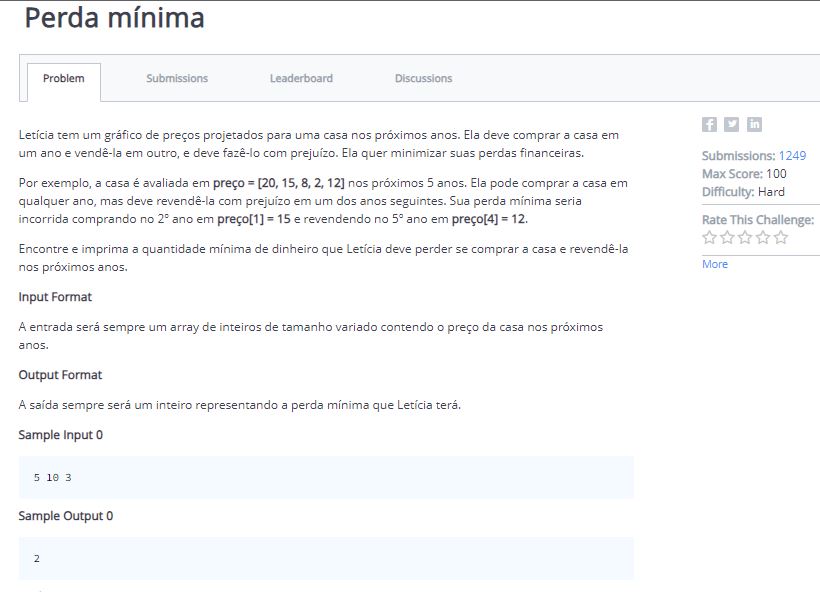 Perda mínima
Problem
Submissions
Leaderboard
Discussions
Letícia tem um gráfico de preços projetados para uma casa nos próximos anos. Ela deve comprar a casa em
um ano e vendê-la em outro, e deve fazê-lo com prejuízo. Ela quer minimizar suas perdas financeiras.
Por exemplo, a casa é avaliada em preço = [20, 15, 8, 2, 12] nos próximos 5 anos. Ela pode comprar a casa em
qualquer ano, mas deve revendê-la com prejuízo em um dos anos seguintes. Sua perda mínima seria
incorrida comprando no 2º ano em preço[1] = 15 e revendendo no 5º ano em preço[4] = 12.
Encontre e imprima a quantidade mínima de dinheiro que Letícia deve perder se comprar a casa e revendê-la
nos próximos anos.
Input Format
A entrada será sempre um array de inteiros de tamanho variado contendo o preço da casa nos próximos
anos.
Output Format
A saída sempre será um inteiro representando a perda mínima que Letícia terá.
Sample Input 0
5 10 3
Sample Output 0
2
Submissions: 1249
Max Score: 100
Difficulty: Hard
Rate This Challenge:
More